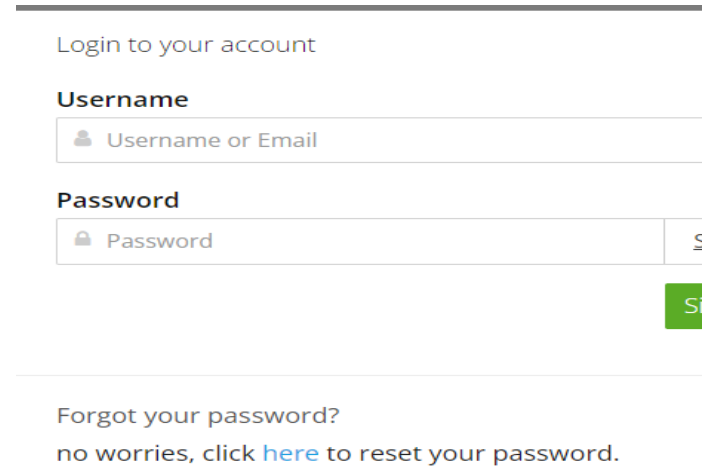 Login to your account
Username
Username or Email
Password
Password
Forgot your password?
no worries, click here to reset your password.